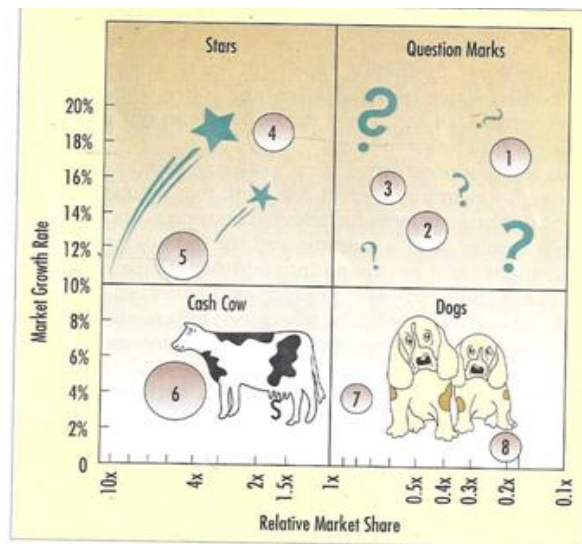 Stars
Question Marks
20%
18%
16%
14%
12%
10%
8%
6%
4%
2%
0
Market Growth Rate
4
5
1
3
2
Cash Cow
Dogs
6
$
7
8
10x
4x
2x
1.5x
1x
0.5x
0.4x
0.3x
0.2x
0.1x
Relative Market Share
? ? ? ? ?